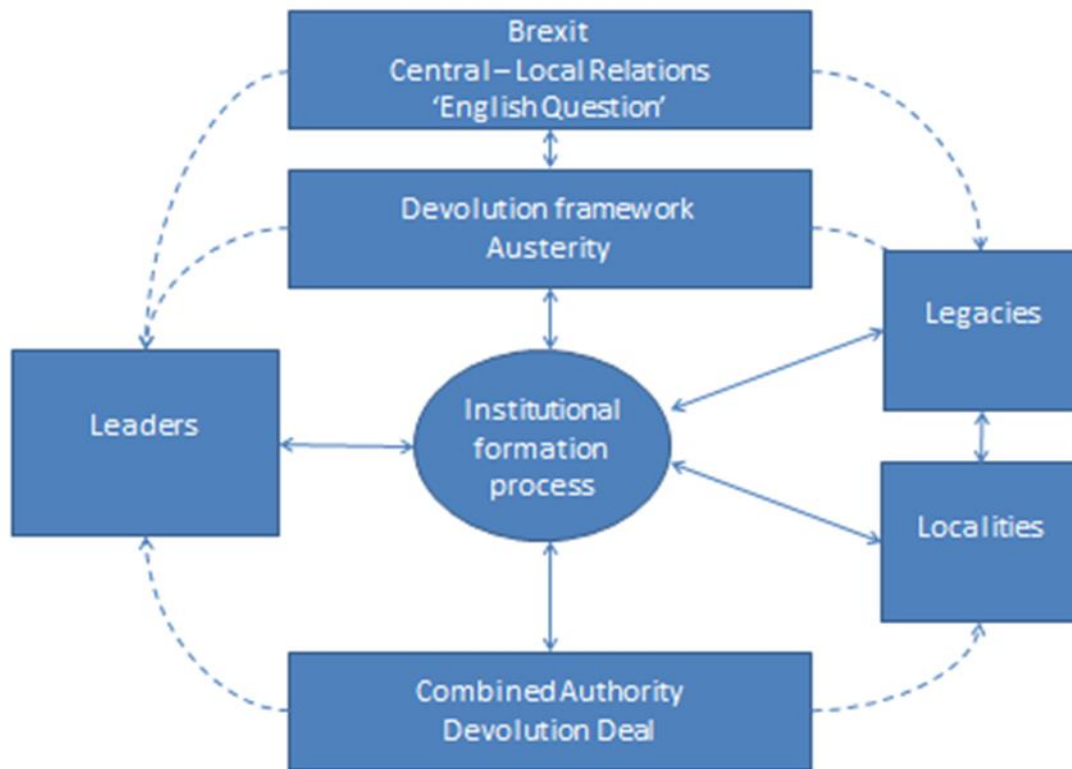 Brexit
Central – Local Relations
‘English Question’
Devolution framework
Austerity
Legacies
Leaders
Institutional
formation
process
Localities
Combined Authority
Devolution Deal